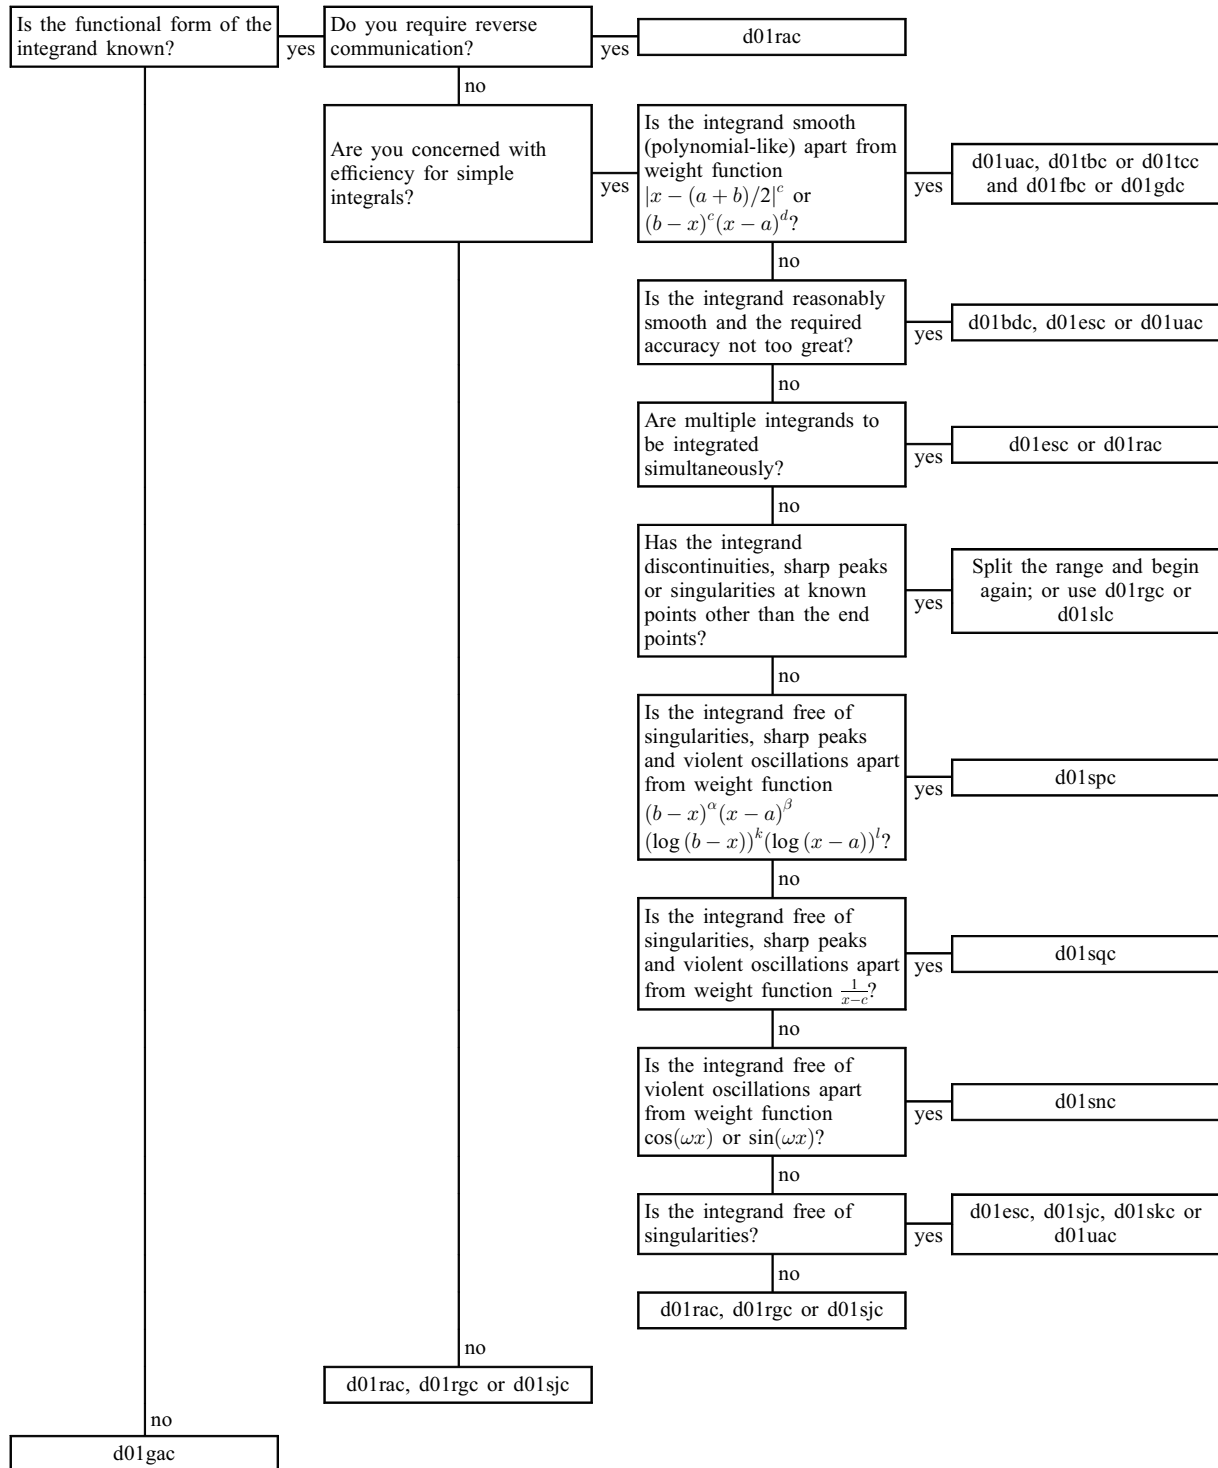 Is the functional form of the
integrand known?
yes
Do you require reverse
communication?
yes
d01rac
no
Are you concerned with
efficiency for simple
integrals?
yes
Is the integrand smooth
(polynomial-like) apart from
weight function
|x − (a + b)/2|^c or
(b − x)^c(x − a)^d?
yes
d01uac, d01tbc or d01tcc
and d01fbc or d01gdc
no
Is the integrand reasonably
smooth and the required
accuracy not too great?
yes
d01bdc, d01esc or d01uac
no
Are multiple integrands to
be integrated
simultaneously?
yes
d01esc or d01rac
no
Has the integrand
discontinuities, sharp peaks
or singularities at known
points other than the end
points?
yes
Split the range and begin
again; or use d01rgc or
d01slc
no
Is the integrand free of
singularities, sharp peaks
and violent oscillations apart
from weight function
(b − x)^α(x − a)^β
(log (b − x))^k(log (x − a))^l?
yes
d01spc
no
Is the integrand free of
singularities, sharp peaks
and violent oscillations apart
from weight function 1/(x−c)?
yes
d01sqc
no
Is the integrand free of
violent oscillations apart
from weight function
cos(ωx) or sin(ωx)?
yes
d01snc
no
Is the integrand free of
singularities?
yes
d01esc, d01sjc, d01skc or
d01uac
no
d01rac, d01rgc or d01sjc
no
d01rac, d01rgc or d01sjc
no
d01gac